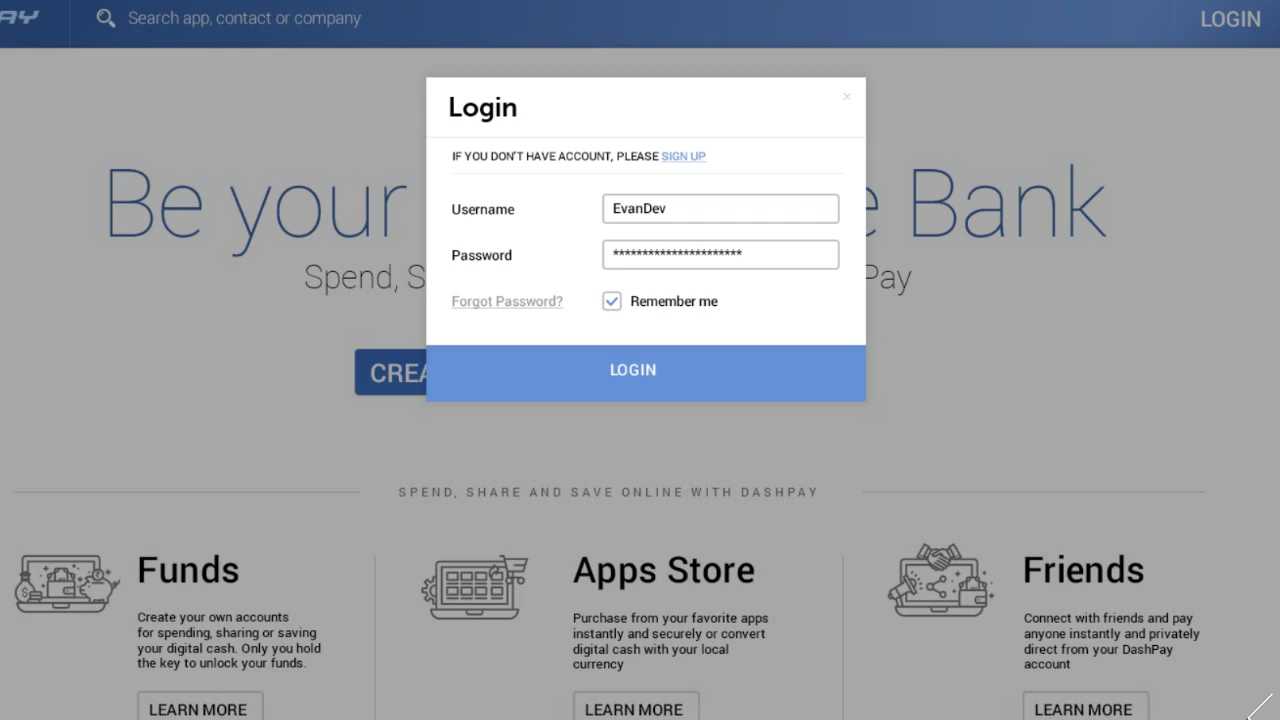 AY
Search app, contact or company
LOGIN
Login
×
IF YOU DON'T HAVE ACCOUNT, PLEASE SIGN UP
Be your
e Bank
Username
EvanDev
Password
**********************
Spend, S
Pay
Forgot Password?
Remember me
CREA
LOGIN
SPEND, SHARE AND SAVE ONLINE WITH DASHPAY
Funds
Create your own accounts
for spending, sharing or saving
your digital cash. Only you hold
the key to unlock your funds.
LEARN MORE
Apps Store
Purchase from your favorite apps
instantly and securely or convert
digital cash with your local
currency
LEARN MORE
Friends
Connect with friends and pay
anyone instantly and privately
direct from your DashPay
account
LEARN MORE